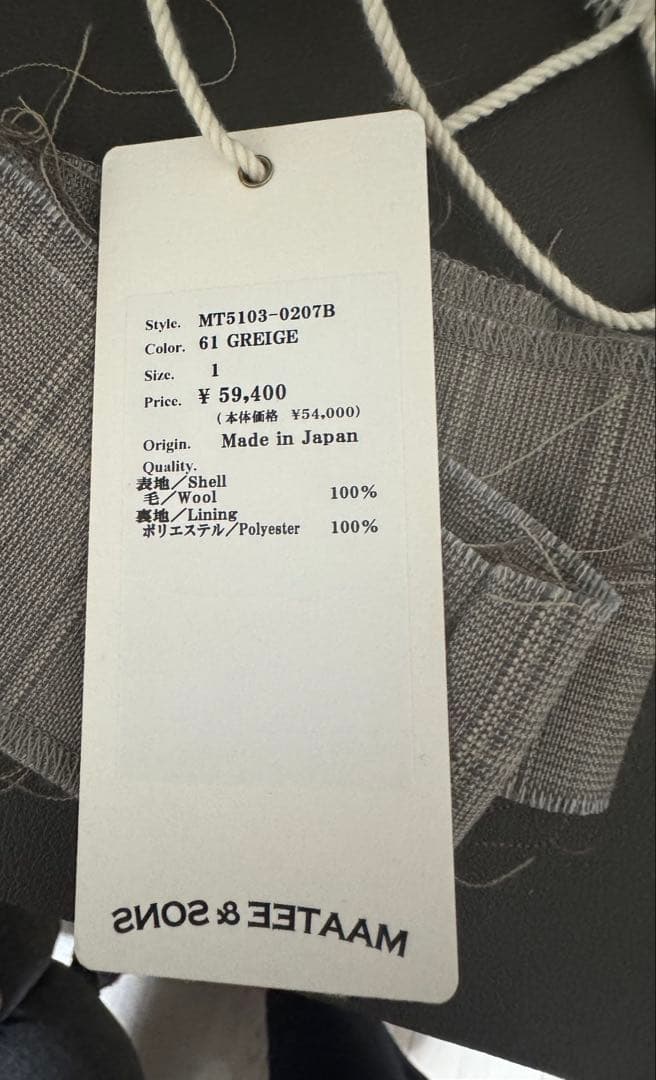 Style. MT5103-0207B
Color. 61 GREIGE
Size. 1
Price. ¥ 59,400
(本体価格 ¥54,000)
Origin. Made in Japan
Quality.
表地/Shell
毛/Wool 100%
裏地/Lining
ポリエステル/Polyester 100%
MAATEE & SONS